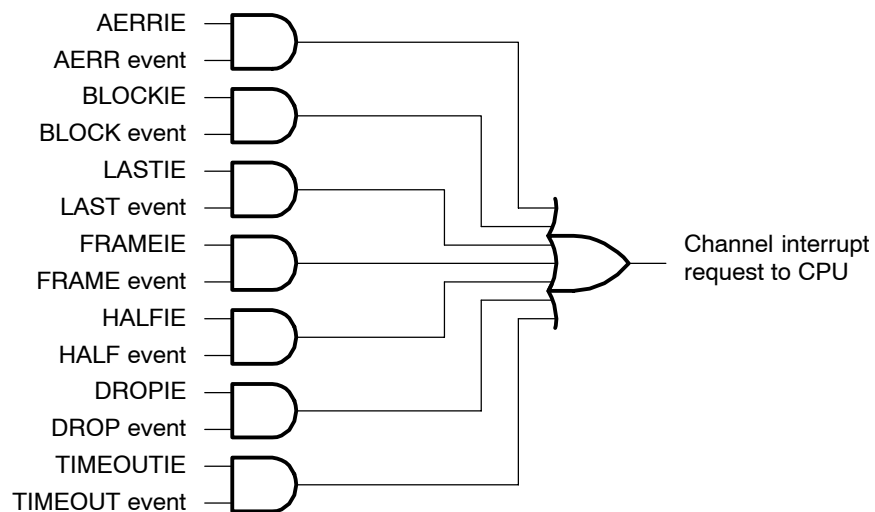 AERRIE
AERR event
BLOCKIE
BLOCK event
LASTIE
LAST event
FRAMEIE
FRAME event
HALFIE
HALF event
DROPIE
DROP event
TIMEOUTIE
TIMEOUT event
Channel interrupt
request to CPU